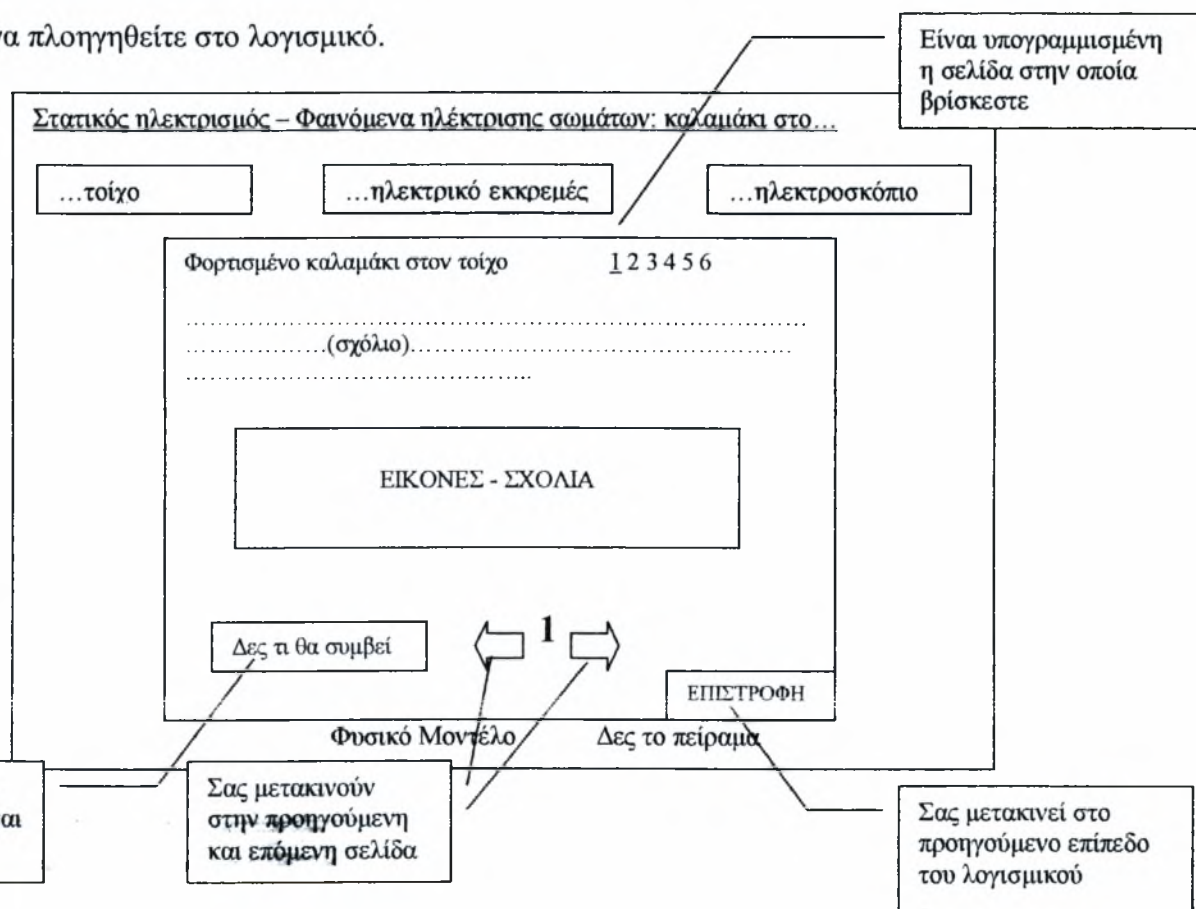 να πλοηγηθείτε στο λογισμικό.
Είναι υπογραμμισμένη
η σελίδα στην οποία
βρίσκεστε
Στατικός ηλεκτρισμός – Φαινόμενα ηλέκτρισης σωμάτων: καλαμάκι στο…
…τοίχο
…ηλεκτρικό εκκρεμές
…ηλεκτροσκόπιο
Φορτισμένο καλαμάκι στον τοίχο 1 2 3 4 5 6
(σχόλιο)
ΕΙΚΟΝΕΣ - ΣΧΟΛΙΑ
Δες τι θα συμβεί
1
ΕΠΙΣΤΡΟΦΗ
Φυσικό Μοντέλο Δες το πείραμα
αι
Σας μετακινούν
στην προηγούμενη
και επόμενη σελίδα
Σας μετακινεί στο
προηγούμενο επίπεδο
του λογισμικού